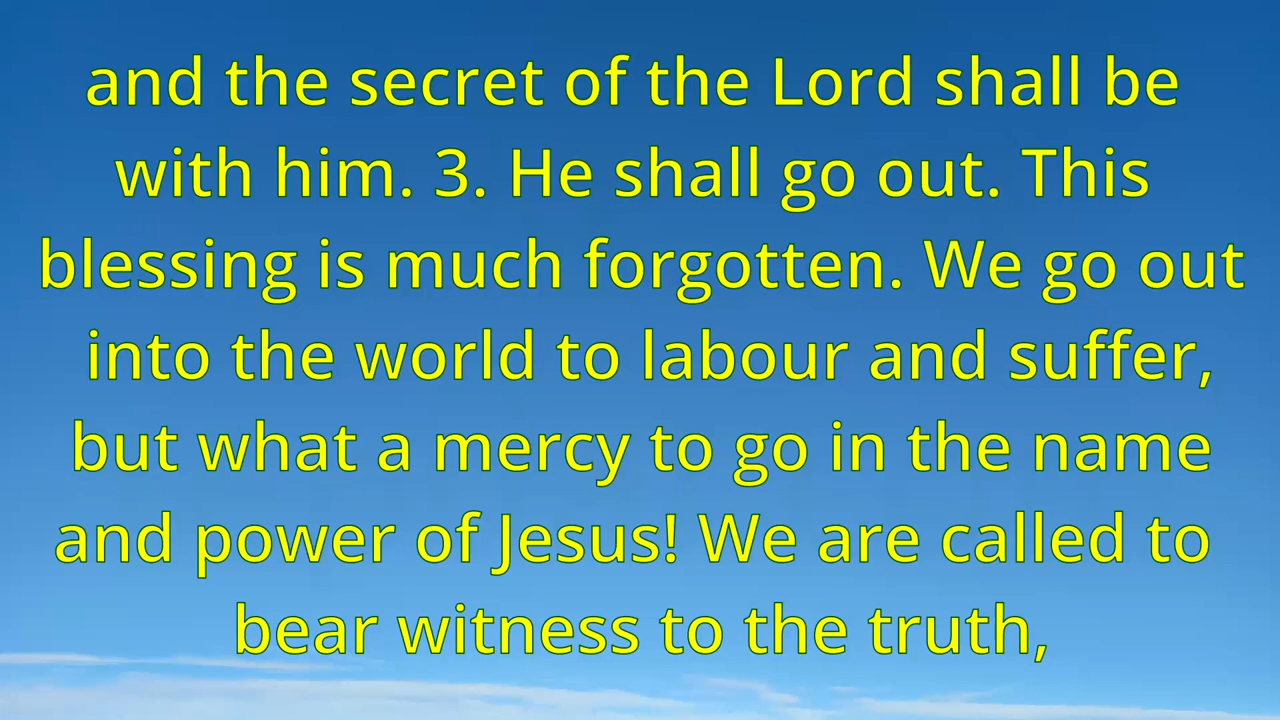 and the secret of the Lord shall be
with him. 3. He shall go out. This
blessing is much forgotten. We go out
into the world to labour and suffer,
but what a mercy to go in the name
and power of Jesus! We are called to
bear witness to the truth,